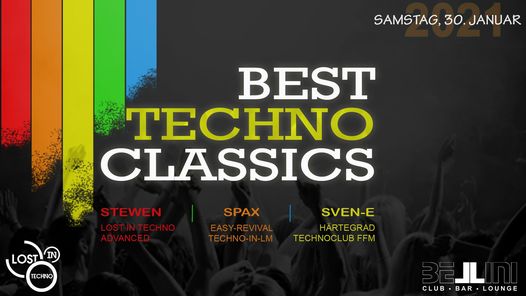 2021
SAMSTAG, 30. JANUAR
BEST
TECHNO
CLASSICS
STEWEN
LOST IN TECHNO
ADVANCED
SPAX
EASY-REVIVAL
TECHNO-IN-LM
SVEN-E
HÄRTEGRAD
TECHNOCLUB FFM
LOST IN
TECHNO
BELLINI
CLUB • BAR • LOUNGE